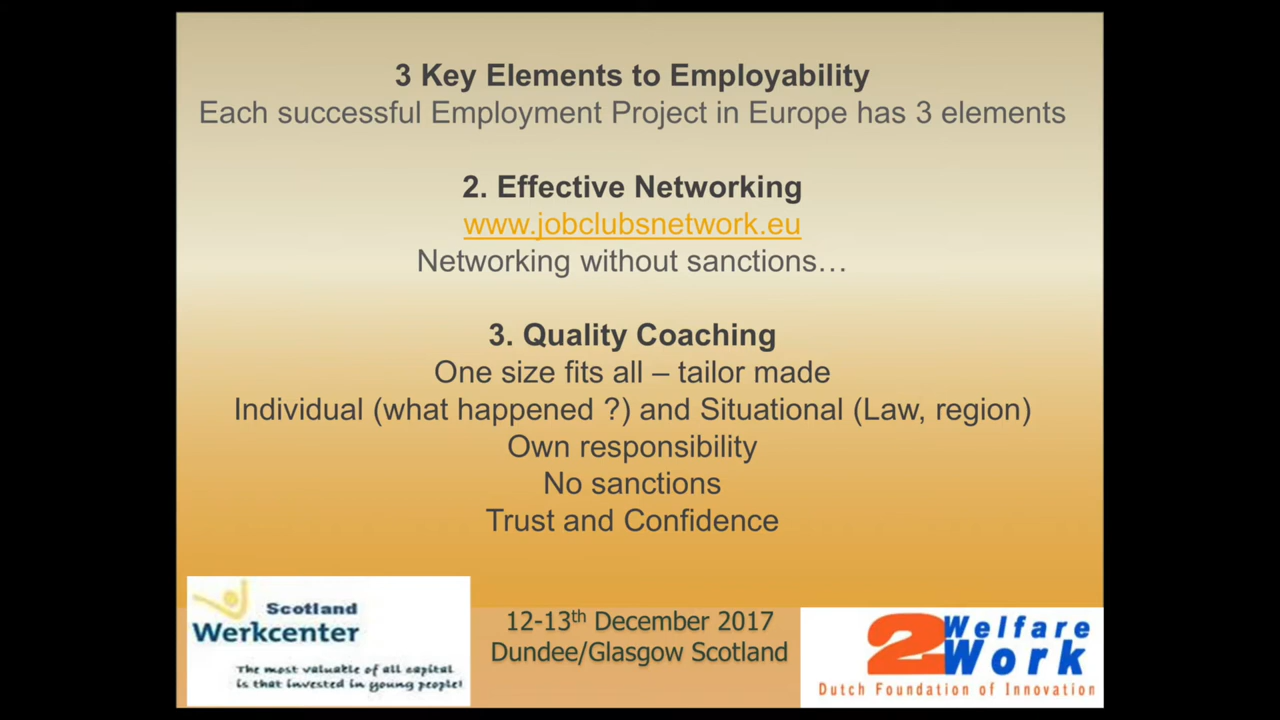 3 Key Elements to Employability
Each successful Employment Project in Europe has 3 elements
2. Effective Networking
www.jobclubsnetwork.eu
Networking without sanctions…
3. Quality Coaching
One size fits all – tailor made
Individual (what happened ?) and Situational (Law, region)
Own responsibility
No sanctions
Trust and Confidence
Scotland
Werkcenter
The most valuable of all capital
is that invested in young people!
12-13th December 2017
Dundee/Glasgow Scotland
2 Welfare
Work
Dutch Foundation of Innovation